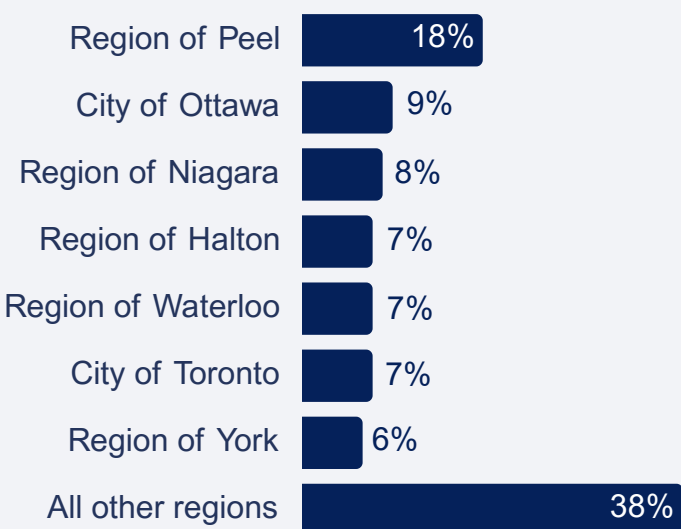 Region of Peel 18%
City of Ottawa 9%
Region of Niagara 8%
Region of Halton 7%
Region of Waterloo 7%
City of Toronto 7%
Region of York 6%
All other regions 38%